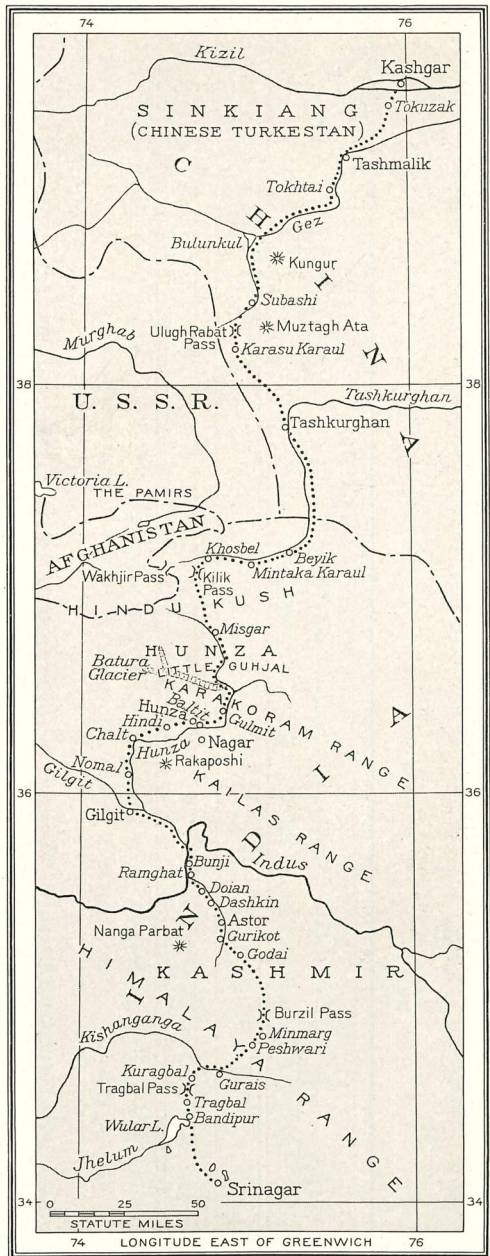 74
76
Kizil
Kashgar
Tokuzak
SINKIANG
(CHINESE TURKESTAN)
Tashmalik
Tokhtai
Gez
CHINA
Bulunkul
Kungur
Subashi
Ulugh Rabat
Pass
Muztagh Ata
Karasu Karaul
Murghab
38
38
U. S. S. R.
Tashkurghan
Tashkurghan
Victoria L.
THE PAMIRS
AFGHANISTAN
Khosbel
Beyik
Mintaka Karaul
Wakhjir Pass
Kilik
Pass
HINDU KUSH
Misgar
HUNZA
Batura
Glacier
LITTLE GUHJAL
KARAKORAM RANGE
Baltit
Hunza
Gulmit
Hindi
Chalt
Hunza
Nagar
Rakaposhi
Nomal
Gilgit
KAILAS RANGE
36
36
Gilgit
INDIA
Indus
Bunji
Ramghat
Doian
Dashkin
Astor
Nanga Parbat
Gurikot
Godai
KASHMIR
HIMALAYA RANGE
Burzil Pass
Kishanganga
Minmarg
Peshwari
Kuragbal
Gurais
Tragbal Pass
Tragbal
Wular L.
Bandipur
Jhelum
Srinagar
34
34
0 25 50
STATUTE MILES
74
76
LONGITUDE EAST OF GREENWICH